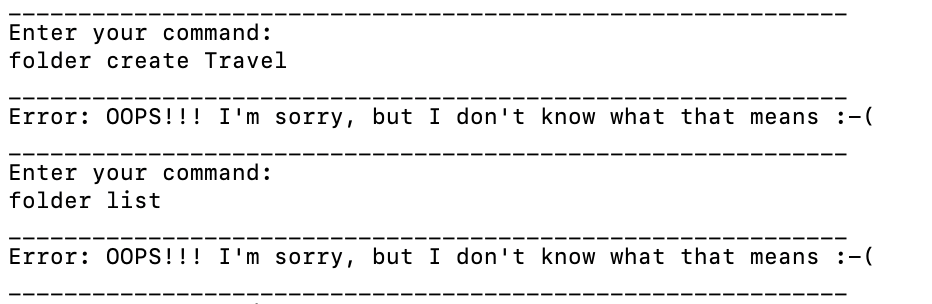 ____________________________________________________________
Enter your command:
folder create Travel
____________________________________________________________
Error: OOPS!!! I'm sorry, but I don't know what that means :-(
____________________________________________________________
Enter your command:
folder list
____________________________________________________________
Error: OOPS!!! I'm sorry, but I don't know what that means :-(
____________________________________________________________